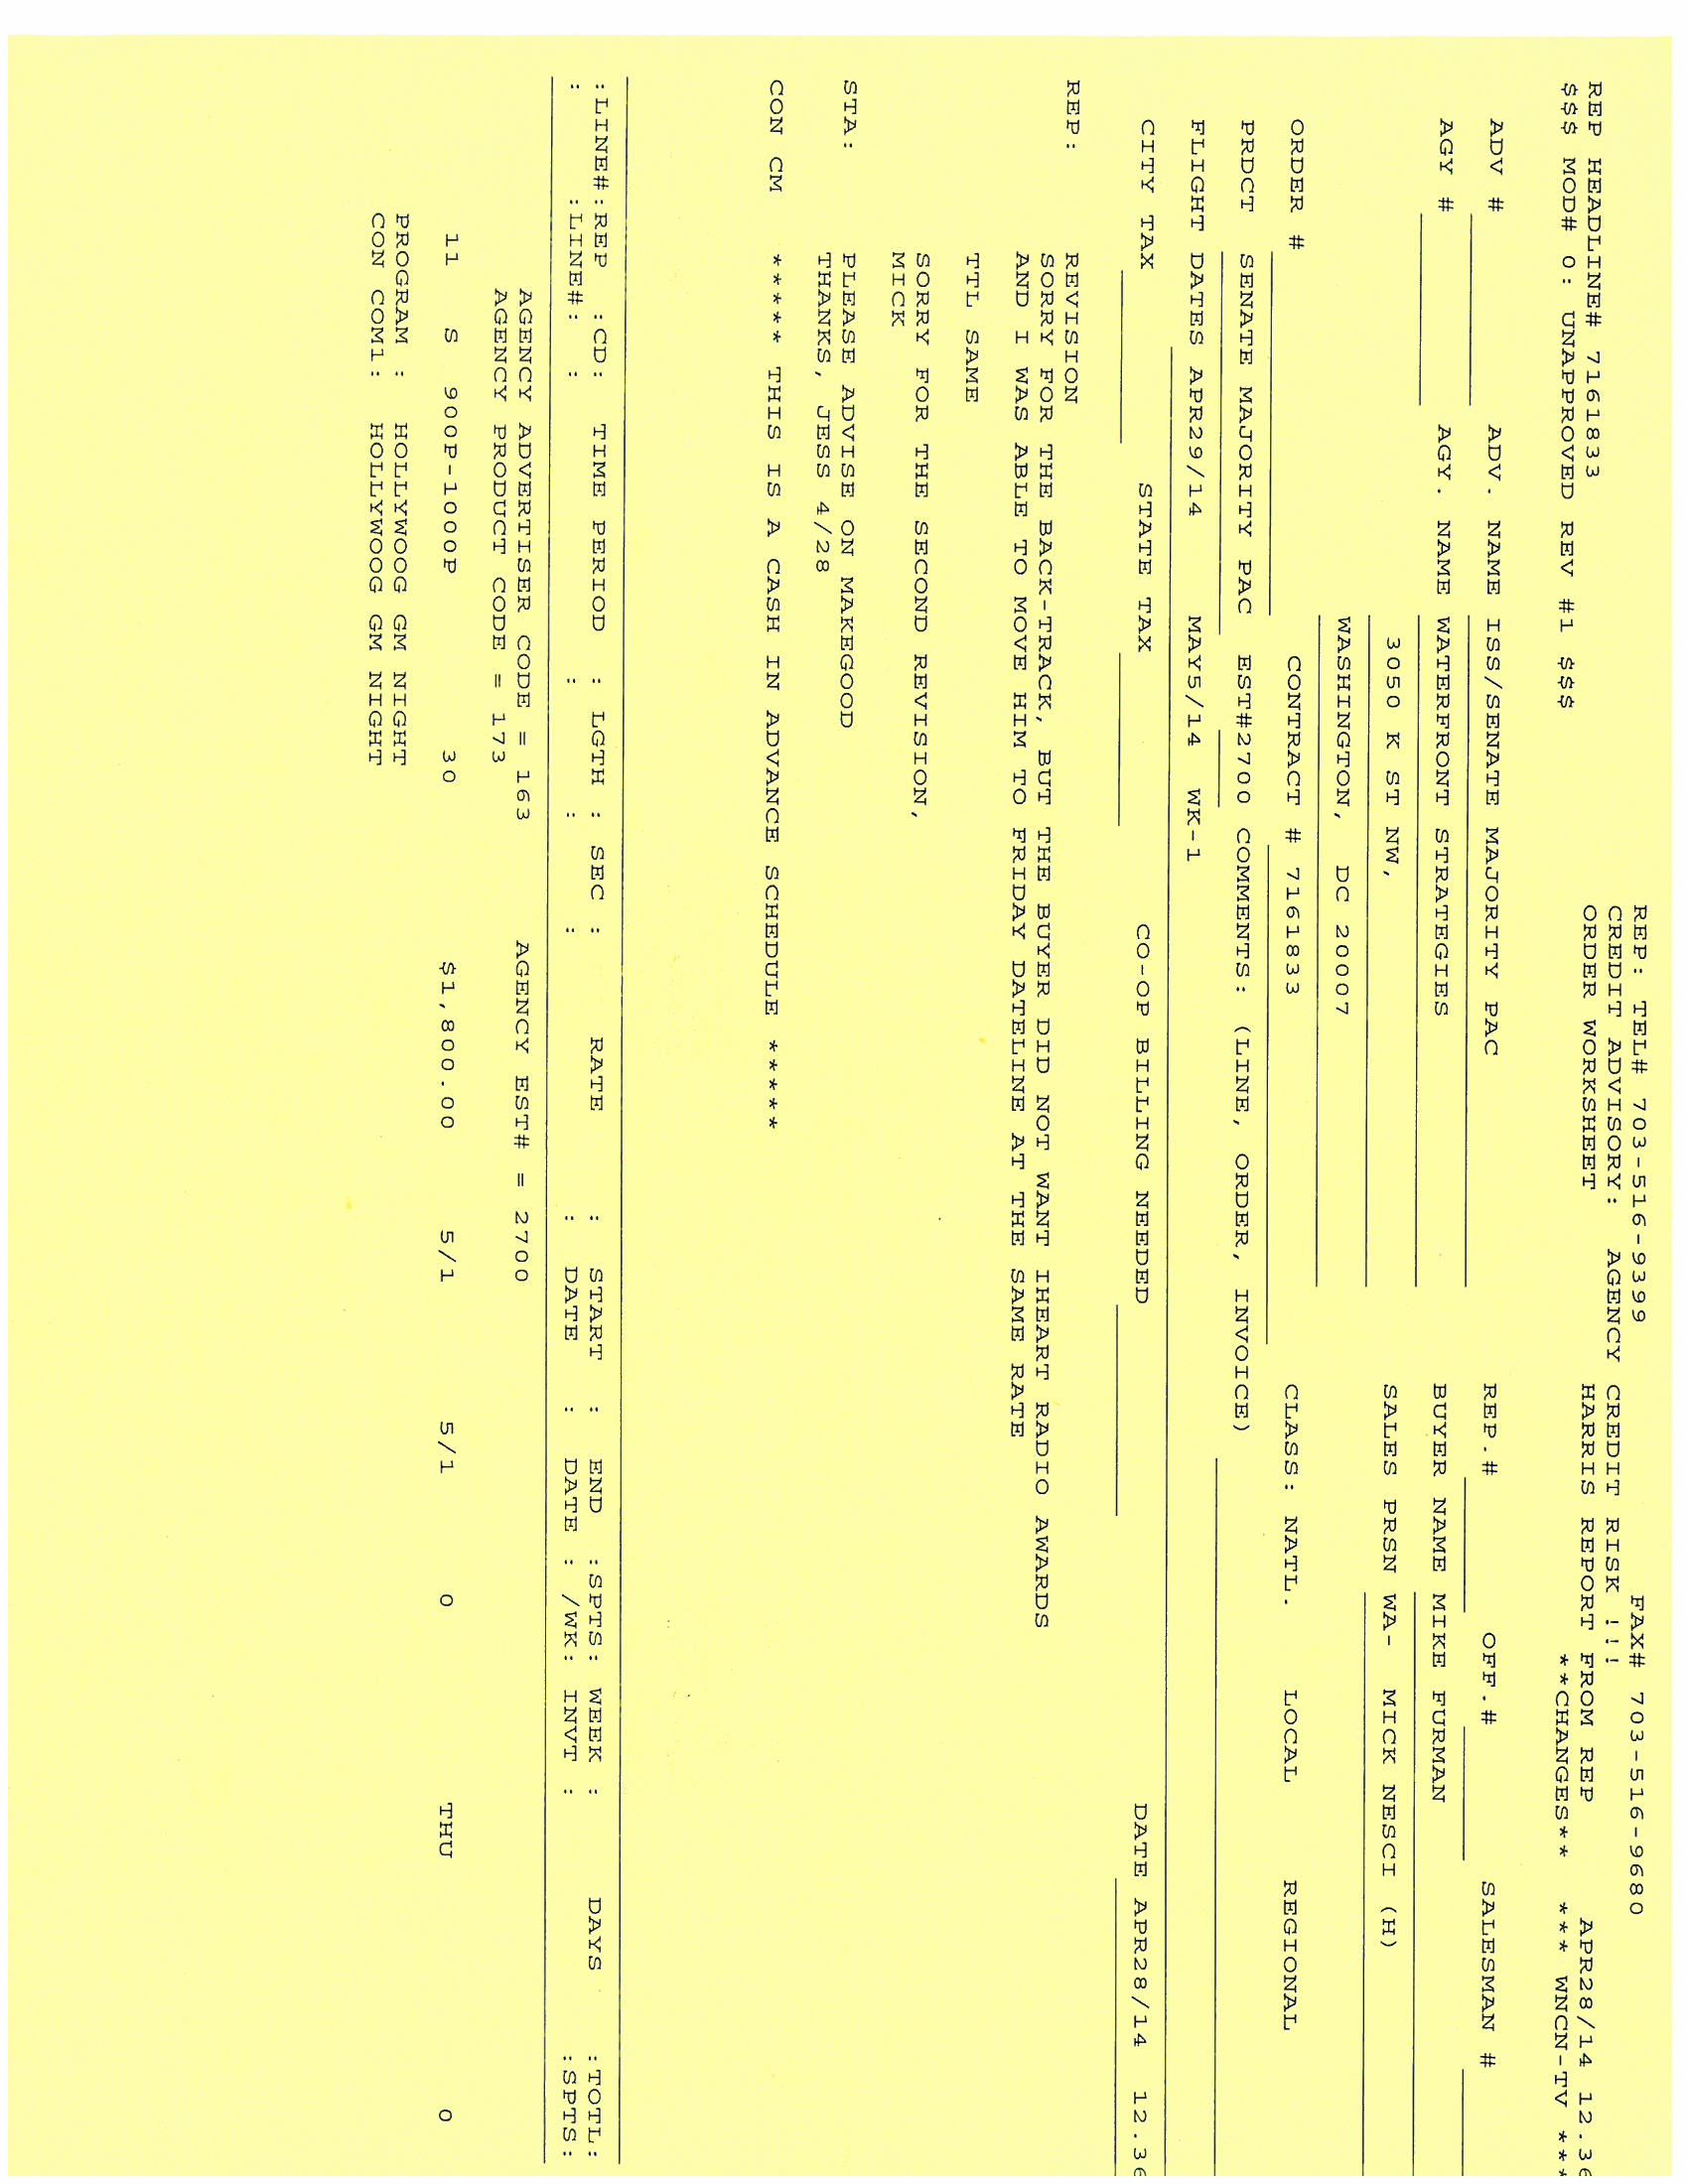 REP: TEL# 703-516-9399 FAX# 703-516-9680
CREDIT ADVISORY: AGENCY CREDIT RISK !!!
REP HEADLINE# 7161833 ORDER WORKSHEET HARRIS REPORT FROM REP APR28/14 12.36
$$$ MOD# 0: UNAPPROVED REV #1 $$$ **CHANGES** *** WNCN-TV ***
ADV # ADV. NAME ISS/SENATE MAJORITY PAC REP.# OFF.# SALESMAN #
AGY # AGY. NAME WATERFRONT STRATEGIES BUYER NAME MIKE FURMAN
3050 K ST NW, SALES PRSN WA- MICK NESCI (H)
WASHINGTON, DC 20007
ORDER # CONTRACT # 7161833 CLASS: NATL. LOCAL REGIONAL
PRDCT SENATE MAJORITY PAC EST#2700 COMMENTS: (LINE, ORDER, INVOICE)
FLIGHT DATES APR29/14 MAY5/14 WK-1
CITY TAX STATE TAX CO-OP BILLING NEEDED DATE APR28/14 12.36
REP: REVISION
SORRY FOR THE BACK-TRACK, BUT THE BUYER DID NOT WANT IHEART RADIO AWARDS
AND I WAS ABLE TO MOVE HIM TO FRIDAY DATELINE AT THE SAME RATE
TTL SAME
SORRY FOR THE SECOND REVISION,
MICK
STA: PLEASE ADVISE ON MAKEGOOD
THANKS, JESS 4/28
CON CM ***** THIS IS A CASH IN ADVANCE SCHEDULE *****
:LINE#:REP :CD: TIME PERIOD : LGTH : SEC : RATE : START : END :SPTS: WEEK : DAYS :TOTL:
: :LINE#: : : : : : DATE : DATE : /WK: INVT : :SPTS:
AGENCY ADVERTISER CODE = 163 AGENCY EST# = 2700
AGENCY PRODUCT CODE = 173
11 S 900P-1000P 30 $1,800.00 5/1 5/1 0 THU 0
PROGRAM : HOLLYWOOG GM NIGHT
CON COM1: HOLLYWOOG GM NIGHT